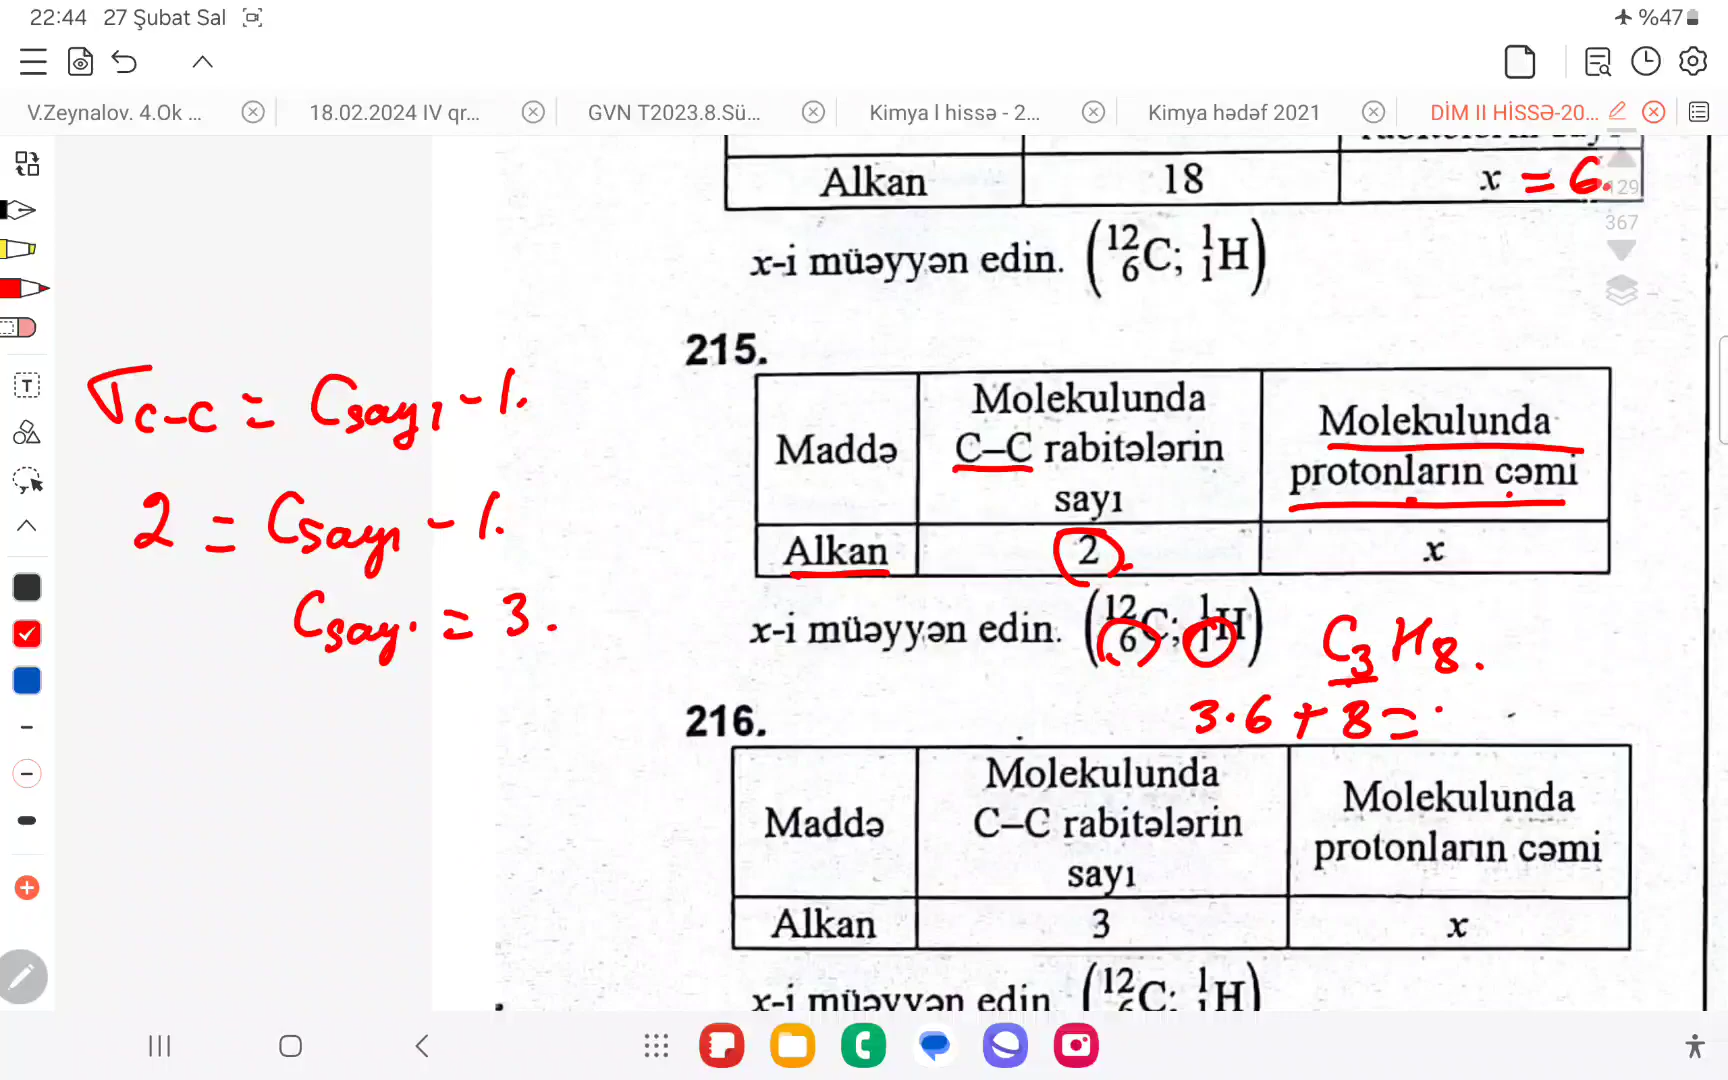 22:44 27 Şubat Sal
%47
V.Zeynalov. 4.Ok ...
18.02.2024 IV qr...
GVN T2023.8.Sü...
Kimya I hissə - 2...
Kimya hədəf 2021
DİM II HİSSƏ-20...
Alkan 18 x = 6.
129
367
x-i müəyyən edin. (¹²₆C; ¹₁H)
215.
Maddə
Molekulunda
C–C rabitələrin
sayı
Molekulunda
protonların cəmi
Alkan 2 x
x-i müəyyən edin. (¹²₆C; ¹₁H)
C₃H₈.
3·6 + 8 =
σC-C = Csayı - 1.
2 = Csayı - 1.
Csayı = 3.
216.
Maddə
Molekulunda
C–C rabitələrin
sayı
Molekulunda
protonların cəmi
Alkan 3 x
x-i müəyyən edin (¹²₆C; ¹₁H)
T